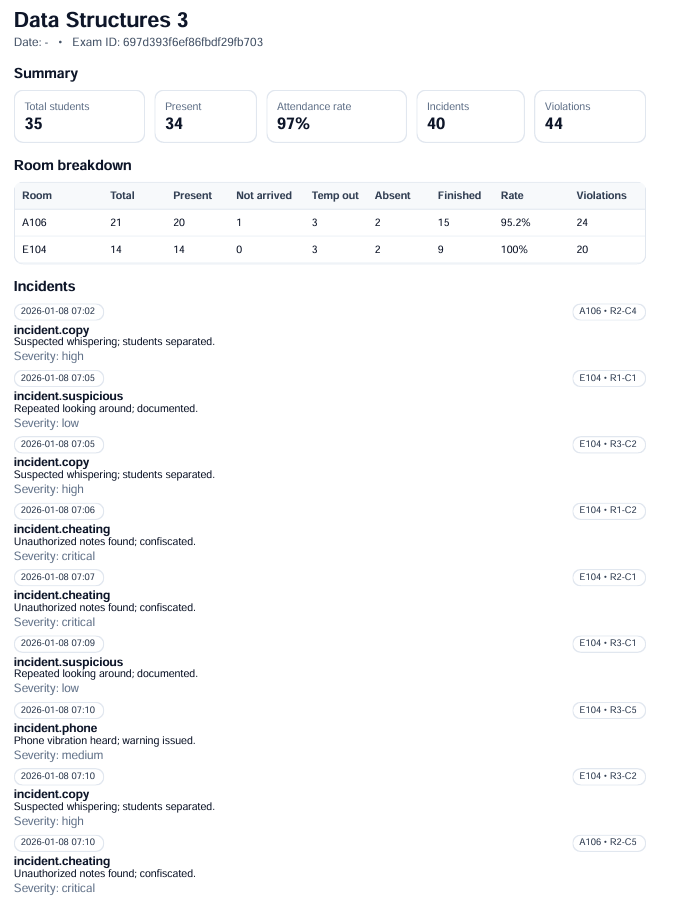 Data Structures 3
Date: - • Exam ID: 697d393f6ef86fbdf29fb703
Summary
Total students Present Attendance rate Incidents Violations
35 34 97% 40 44
Room breakdown
Room Total Present Not arrived Temp out Absent Finished Rate Violations
A106 21 20 1 3 2 15 95.2% 24
E104 14 14 0 3 2 9 100% 20
Incidents
2026-01-08 07:02 A106 • R2-C4
incident.copy
Suspected whispering; students separated.
Severity: high
2026-01-08 07:05 E104 • R1-C1
incident.suspicious
Repeated looking around; documented.
Severity: low
2026-01-08 07:05 E104 • R3-C2
incident.copy
Suspected whispering; students separated.
Severity: high
2026-01-08 07:06 E104 • R1-C2
incident.cheating
Unauthorized notes found; confiscated.
Severity: critical
2026-01-08 07:07 E104 • R2-C1
incident.cheating
Unauthorized notes found; confiscated.
Severity: critical
2026-01-08 07:09 E104 • R3-C1
incident.suspicious
Repeated looking around; documented.
Severity: low
2026-01-08 07:10 E104 • R3-C5
incident.phone
Phone vibration heard; warning issued.
Severity: medium
2026-01-08 07:10 E104 • R3-C2
incident.copy
Suspected whispering; students separated.
Severity: high
2026-01-08 07:10 A106 • R2-C5
incident.cheating
Unauthorized notes found; confiscated.
Severity: critical